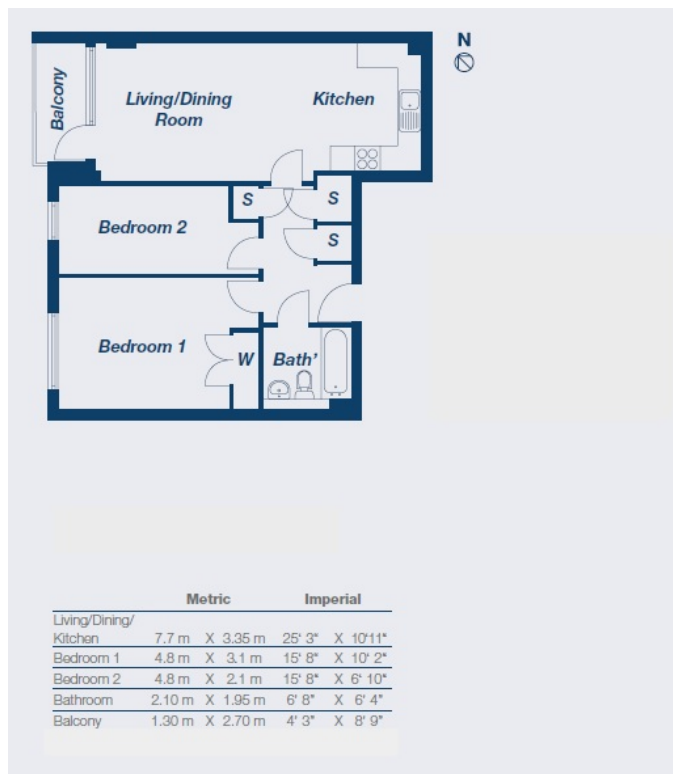 N
Balcony
Living/Dining
Room
Kitchen
S
S
Bedroom 2
S
Bedroom 1
W
Bath'
Metric Imperial
Living/Dining/
Kitchen 7.7 m X 3.35 m 25' 3" X 10'11"
Bedroom 1 4.8 m X 3.1 m 15' 8" X 10' 2"
Bedroom 2 4.8 m X 2.1 m 15' 8" X 6' 10"
Bathroom 2.10 m X 1.95 m 6' 8" X 6' 4"
Balcony 1.30 m X 2.70 m 4' 3" X 8' 9"